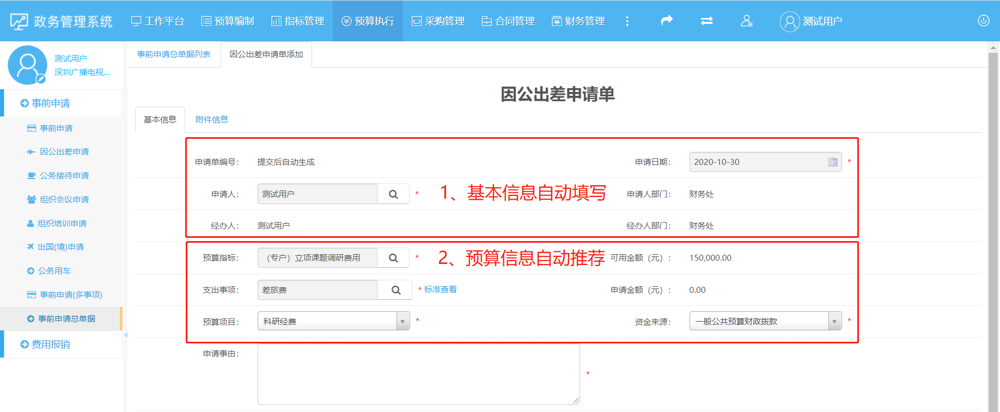 政务管理系统 工作平台 预算编制 指标管理 预算执行 采购管理 合同管理 财务管理 测试用户
测试用户
深圳广播电视...
事前申请
事前申请
因公出差申请
公务接待申请
组织会议申请
组织培训申请
出国(境)申请
公务用车
事前申请(多事项)
事前申请总单据
费用报销
事前申请总单据列表 因公出差申请单添加
因公出差申请单
基本信息 附件信息
申请单编号： 提交后自动生成 申请日期： 2020-10-30 *
申请人： 测试用户 * 1、基本信息自动填写 申请人部门： 财务处
经办人： 测试用户 经办人部门： 财务处
预算指标： （专户）立项课题调研费用 * 2、预算信息自动推荐 可用金额（元）： 150,000.00
支出事项： 差旅费 * 标准查看 申请金额（元）： 0.00
预算项目： 科研经费 * 资金来源： 一般公共预算财政拨款 *
申请事由： *